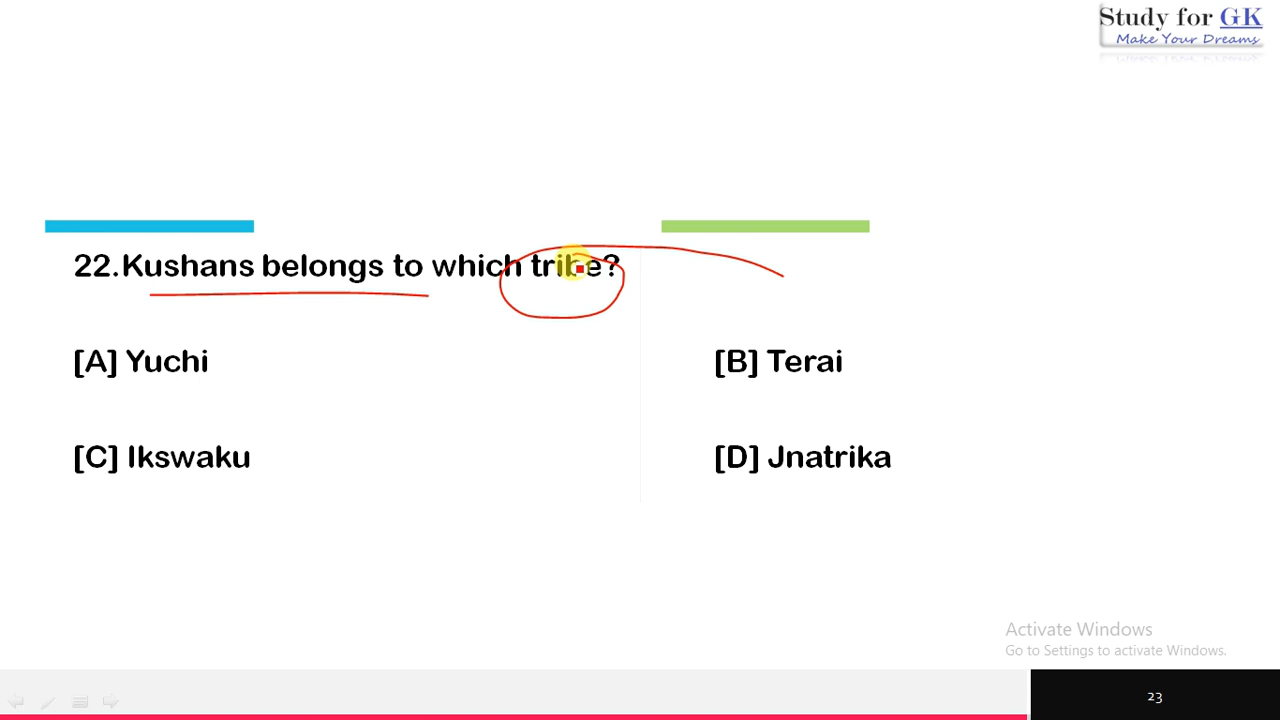 Study for GK
Make Your Dreams
22.Kushans belongs to which tribe?
[A] Yuchi
[B] Terai
[C] Ikswaku
[D] Jnatrika
Activate Windows
Go to Settings to activate Windows.
23